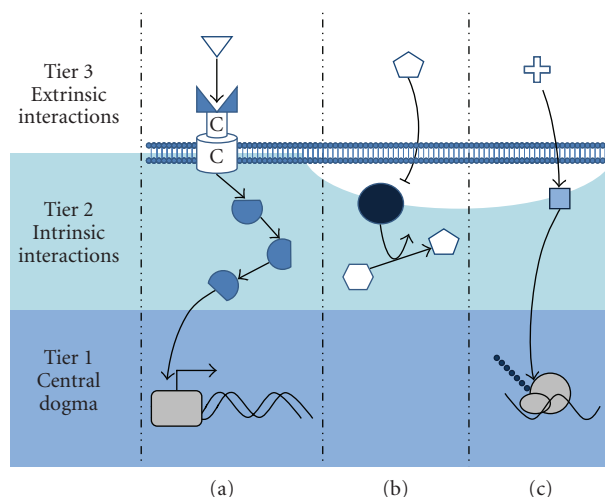 Tier 3
Extrinsic
interactions
C
C
Tier 2
Intrinsic
interactions
Tier 1
Central
dogma
(a)
(b)
(c)